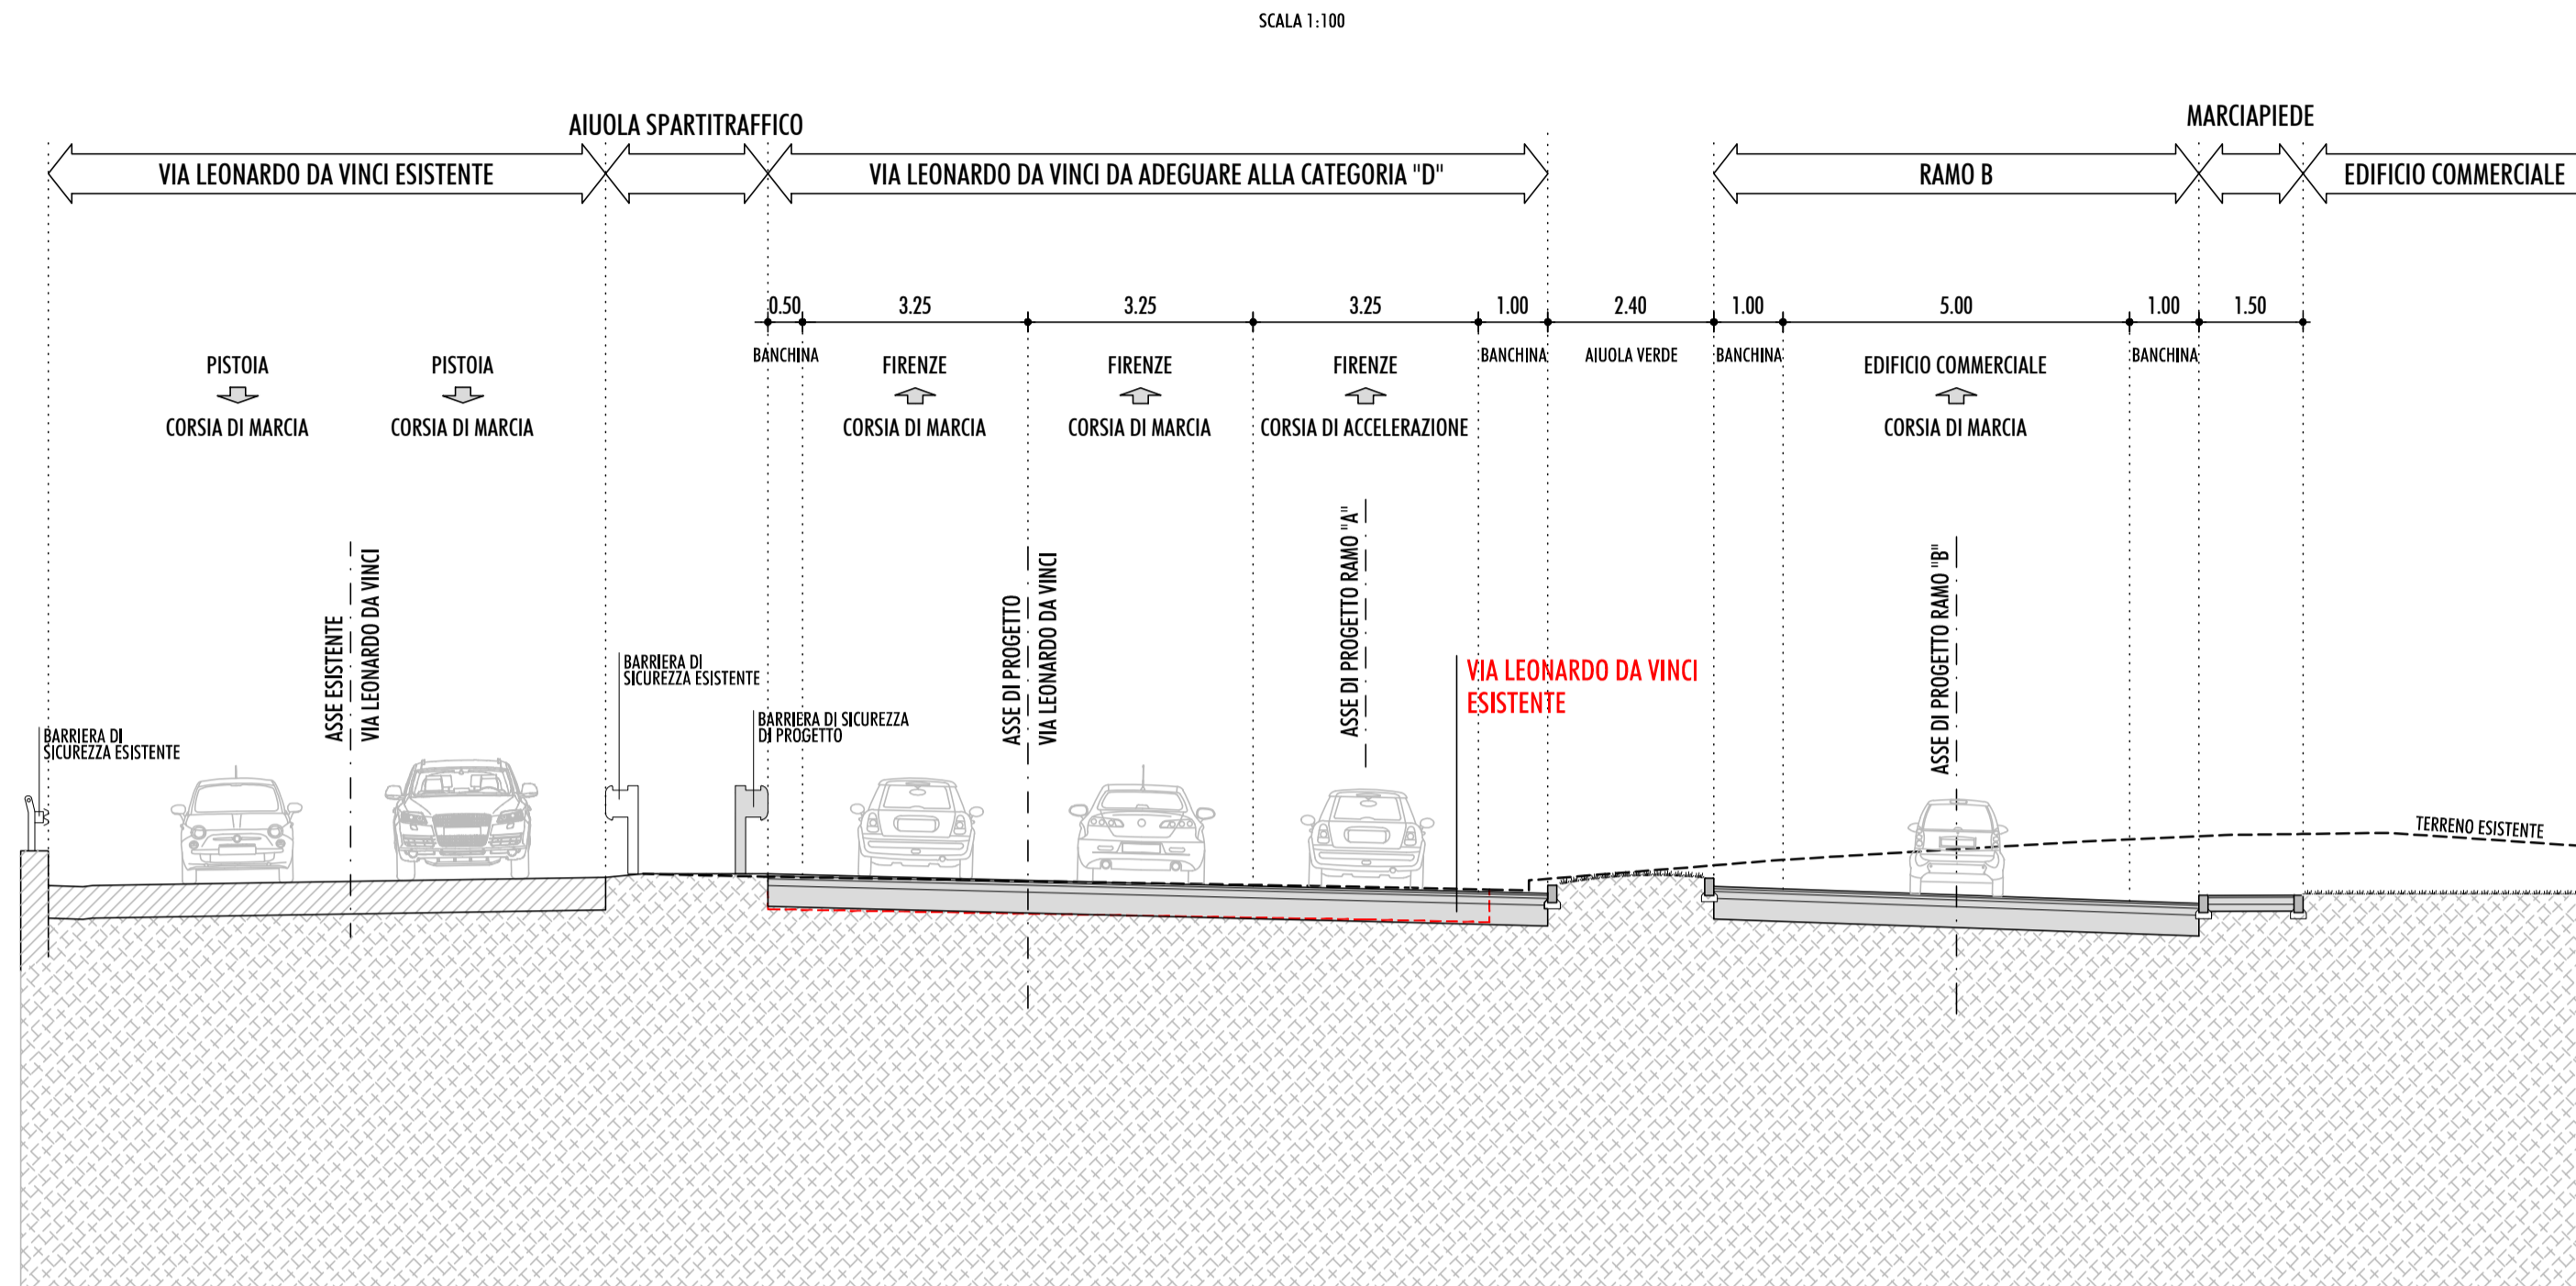 SCALA 1:100
AIUOLA SPARTITRAFFICO
MARCIAPIEDE
VIA LEONARDO DA VINCI ESISTENTE
VIA LEONARDO DA VINCI DA ADEGUARE ALLA CATEGORIA "D"
RAMO B
EDIFICIO COMMERCIALE
0.50
3.25
3.25
3.25
1.00
2.40
1.00
5.00
1.00
1.50
BANCHINA
BANCHINA
AIUOLA VERDE
BANCHINA
BANCHINA
PISTOIA
CORSIA DI MARCIA
PISTOIA
CORSIA DI MARCIA
FIRENZE
CORSIA DI MARCIA
FIRENZE
CORSIA DI MARCIA
FIRENZE
CORSIA DI ACCELERAZIONE
EDIFICIO COMMERCIALE
CORSIA DI MARCIA
BARRIERA DI
SICUREZZA ESISTENTE
ASSE ESISTENTE
VIA LEONARDO DA VINCI
BARRIERA DI
SICUREZZA ESISTENTE
BARRIERA DI SICUREZZA
DI PROGETTO
ASSE DI PROGETTO
VIA LEONARDO DA VINCI
ASSE DI PROGETTO RAMO "A"
VIA LEONARDO DA VINCI
ESISTENTE
ASSE DI PROGETTO RAMO "B"
TERRENO ESISTENTE